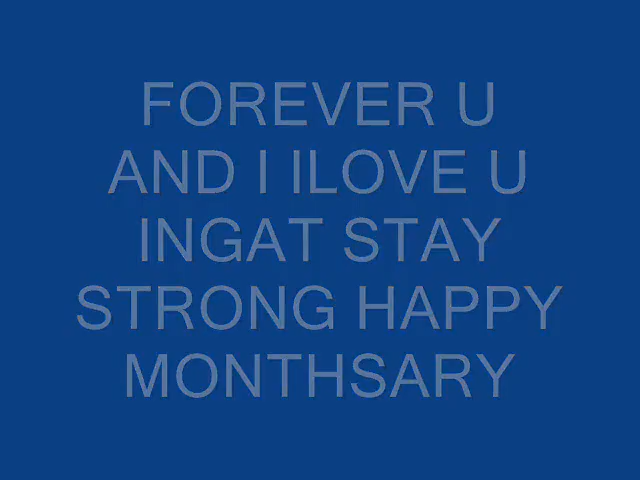 FOREVER U
AND I ILOVE U
INGAT STAY
STRONG HAPPY
MONTHSARY